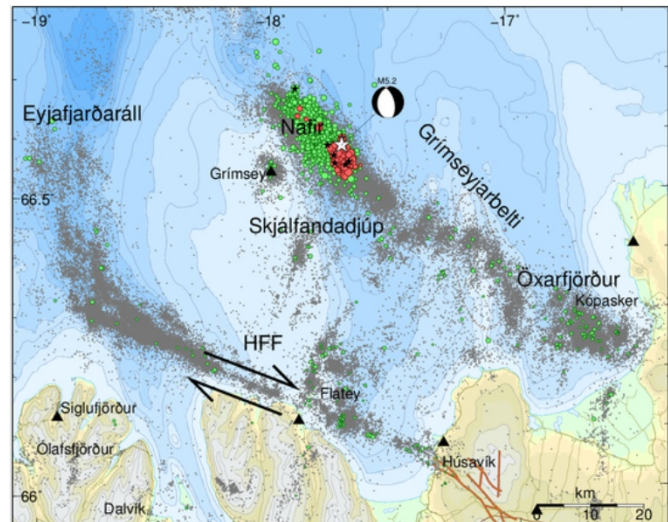 -19° -18° -17°
M5.2
Eyjafjarðaráll
Nafir
Grímseyjarbelti
Grímsey
66.5
Skjálfandadjúp
Öxarfjörður
Kópasker
HFF
Flatey
Siglufjörður
Ólafsfjörður
Húsavík
66
Dalvík
km
0 10 20